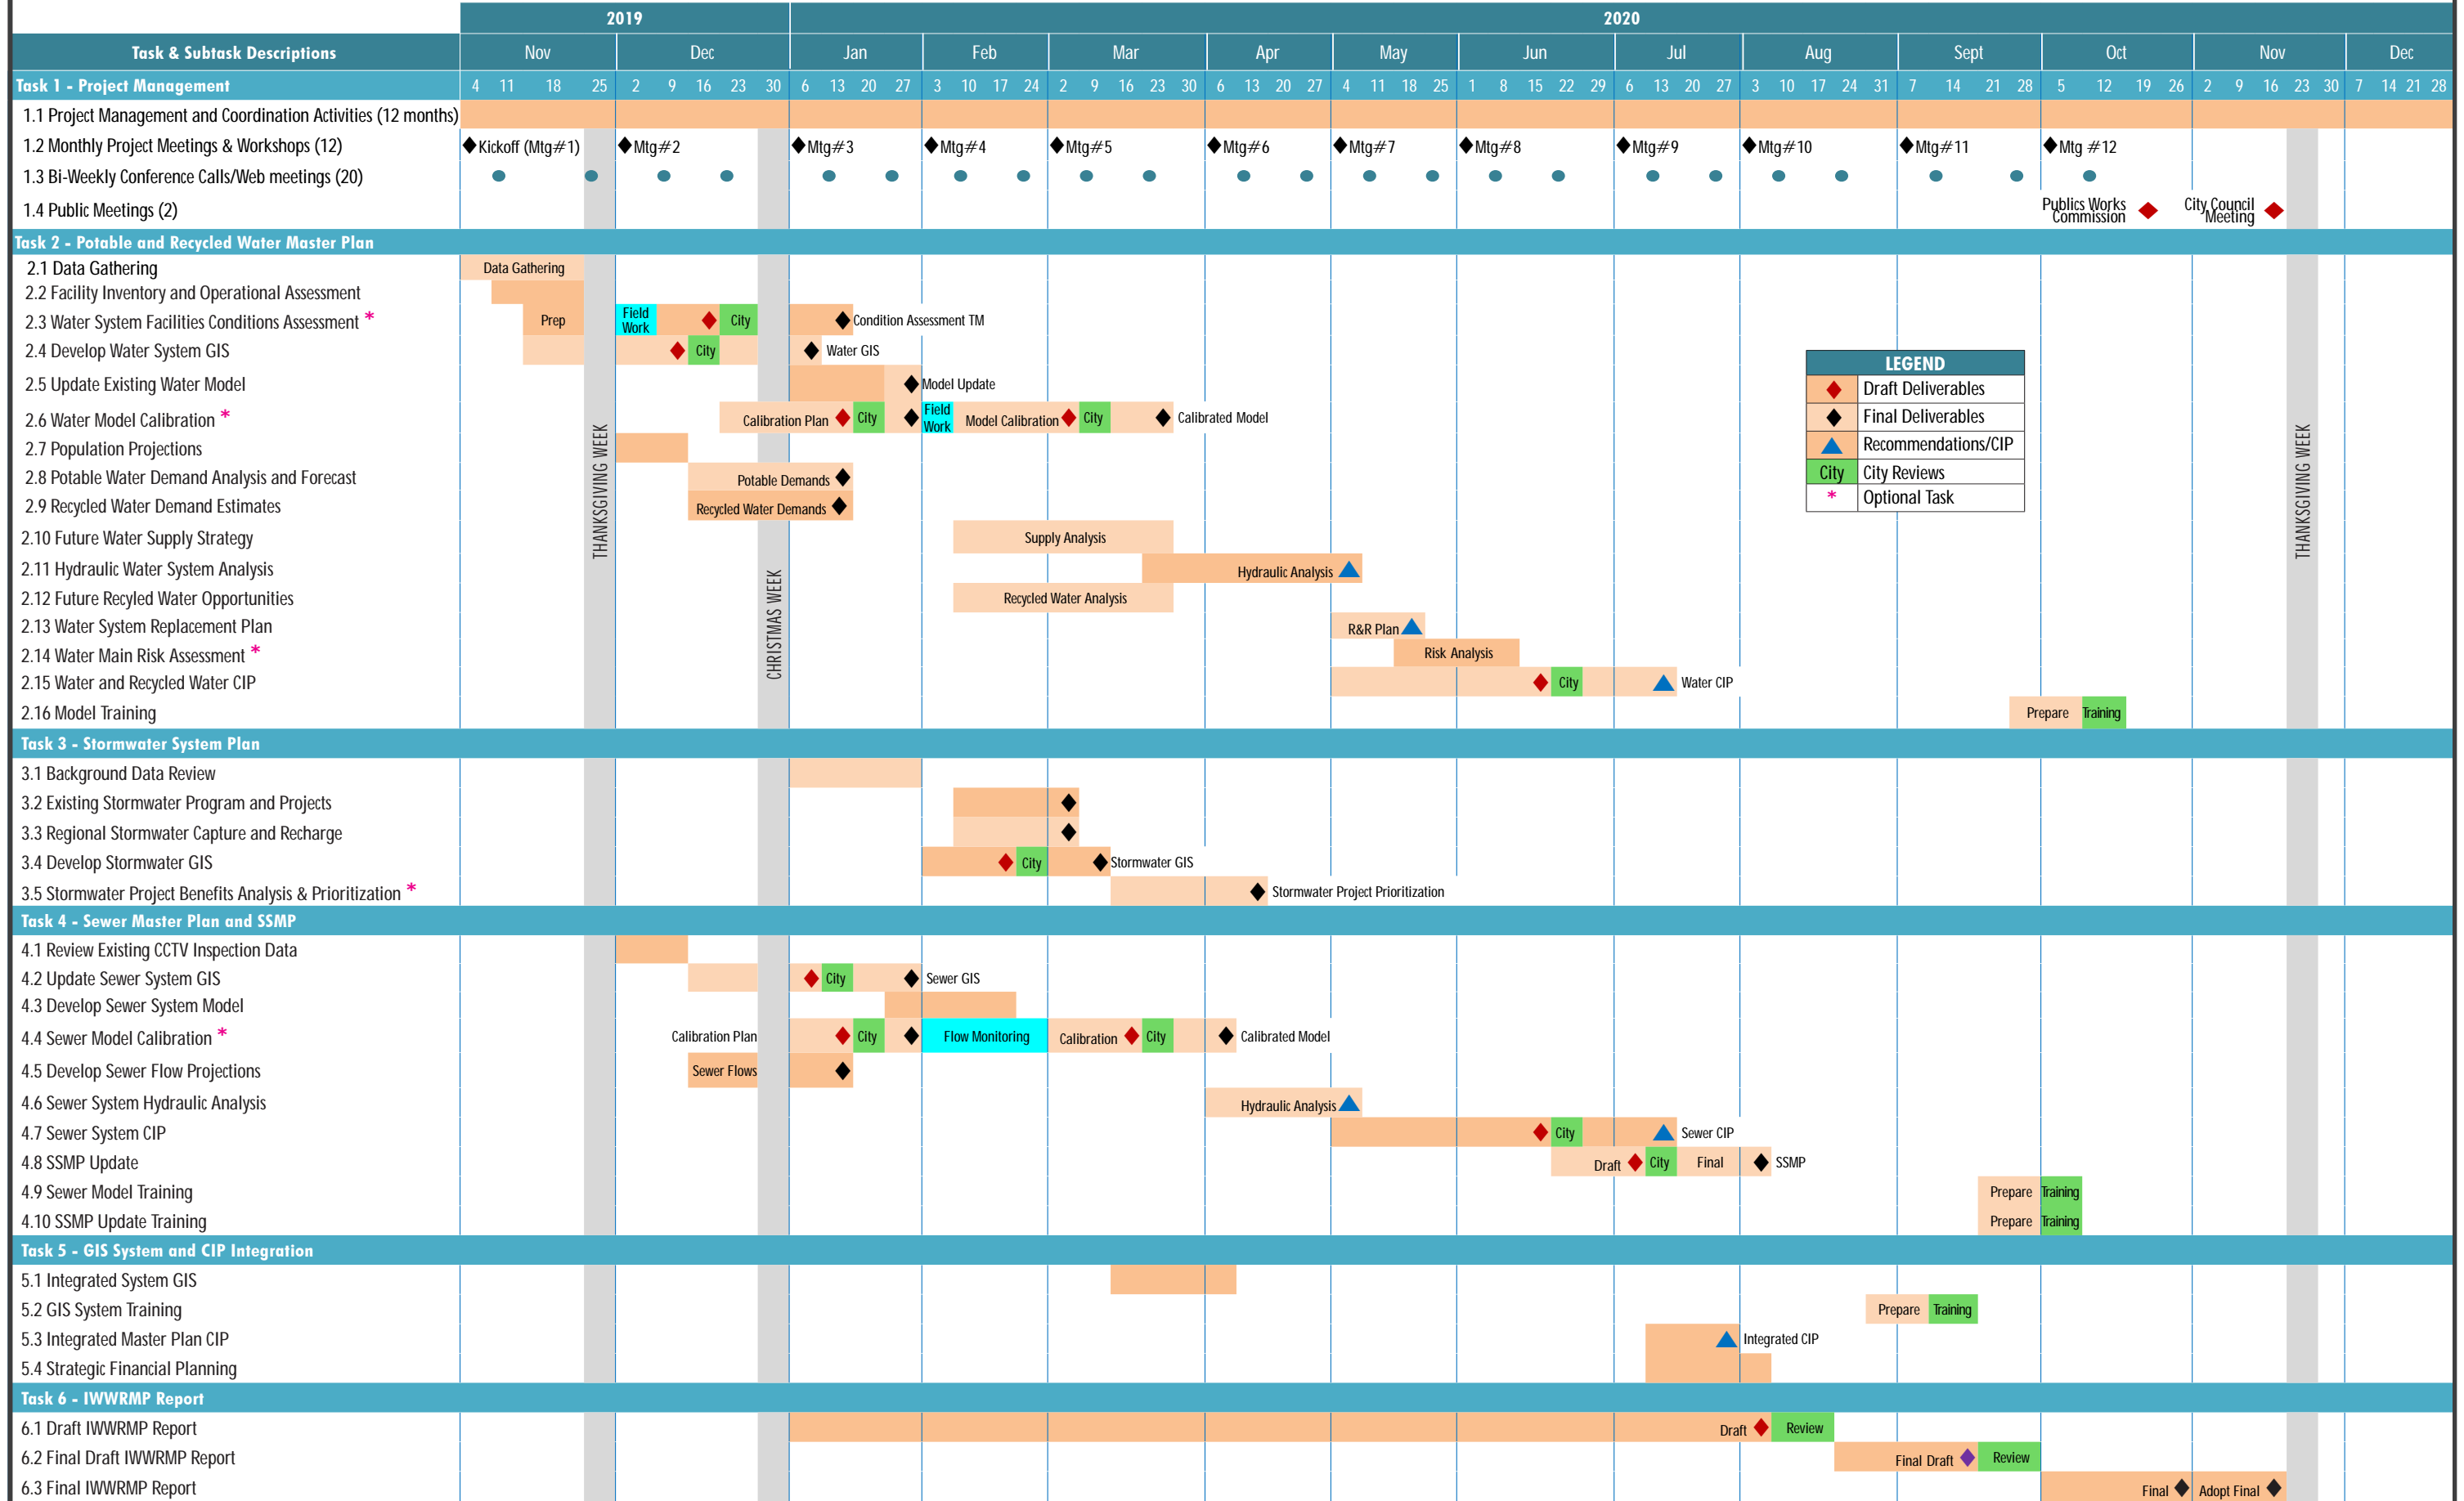 2019 2020
Task & Subtask Descriptions Nov Dec Jan Feb Mar Apr May Jun Jul Aug Sept Oct Nov Dec
Task 1 - Project Management 4 11 18 25 2 9 16 23 30 6 13 20 27 3 10 17 24 2 9 16 23 30 6 13 20 27 4 11 18 25 1 8 15 22 29 6 13 20 27 3 10 17 24 31 7 14 21 28 5 12 19 26 2 9 16 23 30 7 14 21 28
1.1 Project Management and Coordination Activities (12 months)
1.2 Monthly Project Meetings & Workshops (12) Kickoff (Mtg#1) Mtg#2 Mtg#3 Mtg#4 Mtg#5 Mtg#6 Mtg#7 Mtg#8 Mtg#9 Mtg#10 Mtg#11 Mtg #12
1.3 Bi-Weekly Conference Calls/Web meetings (20)
1.4 Public Meetings (2) Publics Works Commission City Council Meeting
Task 2 - Potable and Recycled Water Master Plan
2.1 Data Gathering Data Gathering
2.2 Facility Inventory and Operational Assessment
2.3 Water System Facilities Conditions Assessment * Prep Field Work City Condition Assessment TM
2.4 Develop Water System GIS City Water GIS
LEGEND
Draft Deliverables
Final Deliverables
Recommendations/CIP
City City Reviews
* Optional Task
2.5 Update Existing Water Model Model Update
2.6 Water Model Calibration * Calibration Plan City Field Work Model Calibration City Calibrated Model
THANKSGIVING WEEK
CHRISTMAS WEEK
THANKSGIVING WEEK
2.7 Population Projections
2.8 Potable Water Demand Analysis and Forecast Potable Demands
2.9 Recycled Water Demand Estimates Recycled Water Demands
2.10 Future Water Supply Strategy Supply Analysis
2.11 Hydraulic Water System Analysis Hydraulic Analysis
2.12 Future Recyled Water Opportunities Recycled Water Analysis
2.13 Water System Replacement Plan R&R Plan
2.14 Water Main Risk Assessment * Risk Analysis
2.15 Water and Recycled Water CIP City Water CIP
2.16 Model Training Prepare Training
Task 3 - Stormwater System Plan
3.1 Background Data Review
3.2 Existing Stormwater Program and Projects
3.3 Regional Stormwater Capture and Recharge
3.4 Develop Stormwater GIS City Stormwater GIS
3.5 Stormwater Project Benefits Analysis & Prioritization * Stormwater Project Prioritization
Task 4 - Sewer Master Plan and SSMP
4.1 Review Existing CCTV Inspection Data
4.2 Update Sewer System GIS City Sewer GIS
4.3 Develop Sewer System Model
4.4 Sewer Model Calibration * Calibration Plan City Flow Monitoring Calibration City Calibrated Model
4.5 Develop Sewer Flow Projections Sewer Flows
4.6 Sewer System Hydraulic Analysis Hydraulic Analysis
4.7 Sewer System CIP City Sewer CIP
4.8 SSMP Update Draft City Final SSMP
4.9 Sewer Model Training Prepare Training
4.10 SSMP Update Training Prepare Training
Task 5 - GIS System and CIP Integration
5.1 Integrated System GIS
5.2 GIS System Training Prepare Training
5.3 Integrated Master Plan CIP Integrated CIP
5.4 Strategic Financial Planning
Task 6 - IWWRMP Report
6.1 Draft IWWRMP Report Draft Review
6.2 Final Draft IWWRMP Report Final Draft Review
6.3 Final IWWRMP Report Final Adopt Final